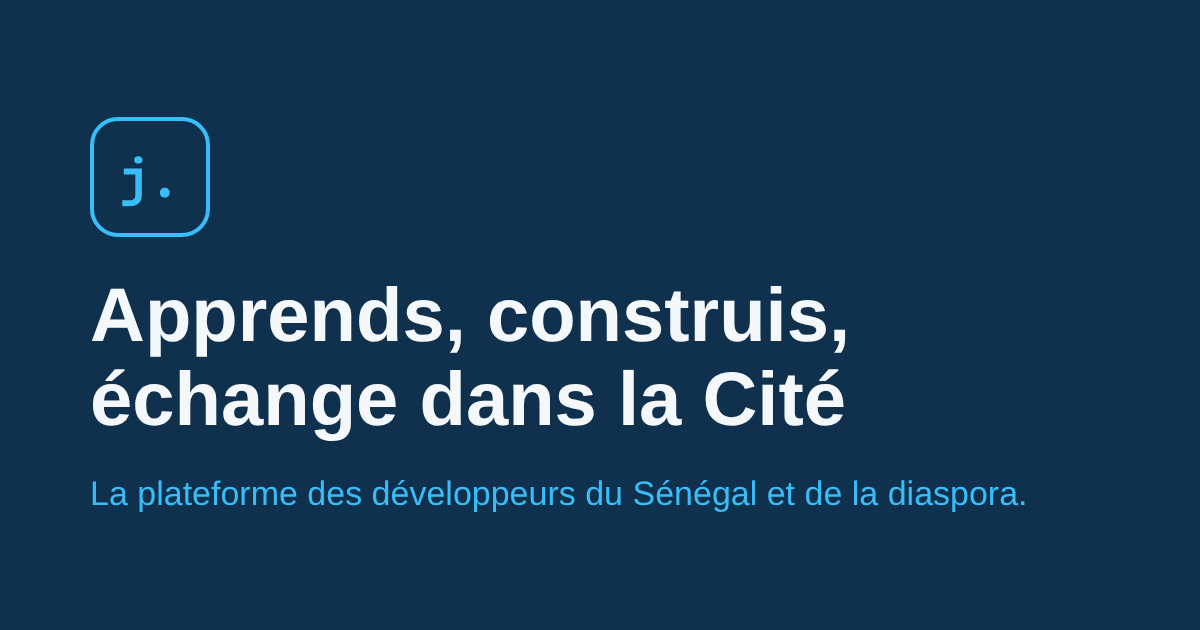 j.
Apprends, construis,
échange dans la Cité
La plateforme des développeurs du Sénégal et de la diaspora.